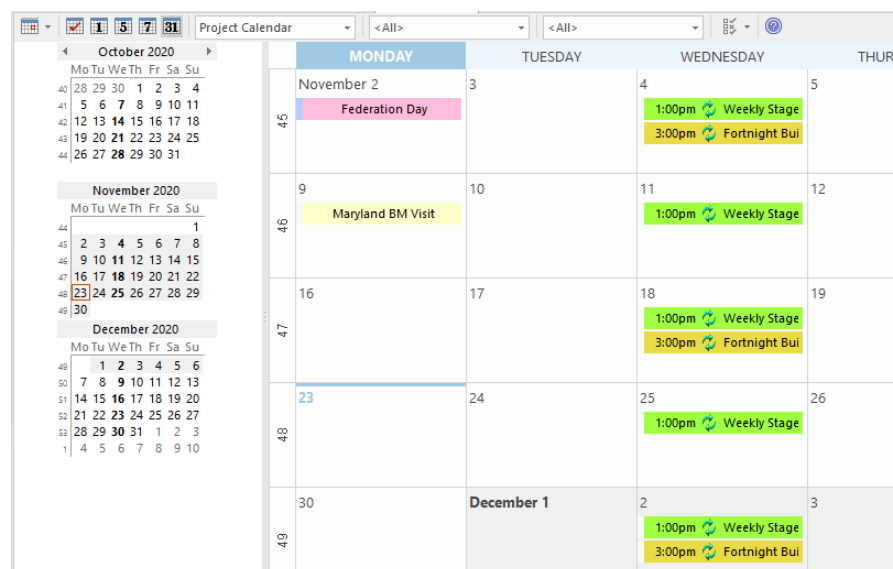 1 5 7 31 Project Calendar <All> <All>
October 2020
Mo Tu We Th Fr Sa Su
40 28 29 30 1 2 3 4
41 5 6 7 8 9 10 11
42 12 13 14 15 16 17 18
43 19 20 21 22 23 24 25
44 26 27 28 29 30 31
November 2020
Mo Tu We Th Fr Sa Su
44 1
45 2 3 4 5 6 7 8
46 9 10 11 12 13 14 15
47 16 17 18 19 20 21 22
48 23 24 25 26 27 28 29
49 30
December 2020
Mo Tu We Th Fr Sa Su
49 1 2 3 4 5 6
50 7 8 9 10 11 12 13
51 14 15 16 17 18 19 20
52 21 22 23 24 25 26 27
53 28 29 30 31 1 2 3
1 4 5 6 7 8 9 10
MONDAY TUESDAY WEDNESDAY THUR
45
November 2 3 4 5
Federation Day 1:00pm Weekly Stage
3:00pm Fortnight Bui
46
9 10 11 12
Maryland BM Visit 1:00pm Weekly Stage
47
16 17 18 19
1:00pm Weekly Stage
3:00pm Fortnight Bui
48
23 24 25 26
1:00pm Weekly Stage
49
30 December 1 2 3
1:00pm Weekly Stage
3:00pm Fortnight Bui